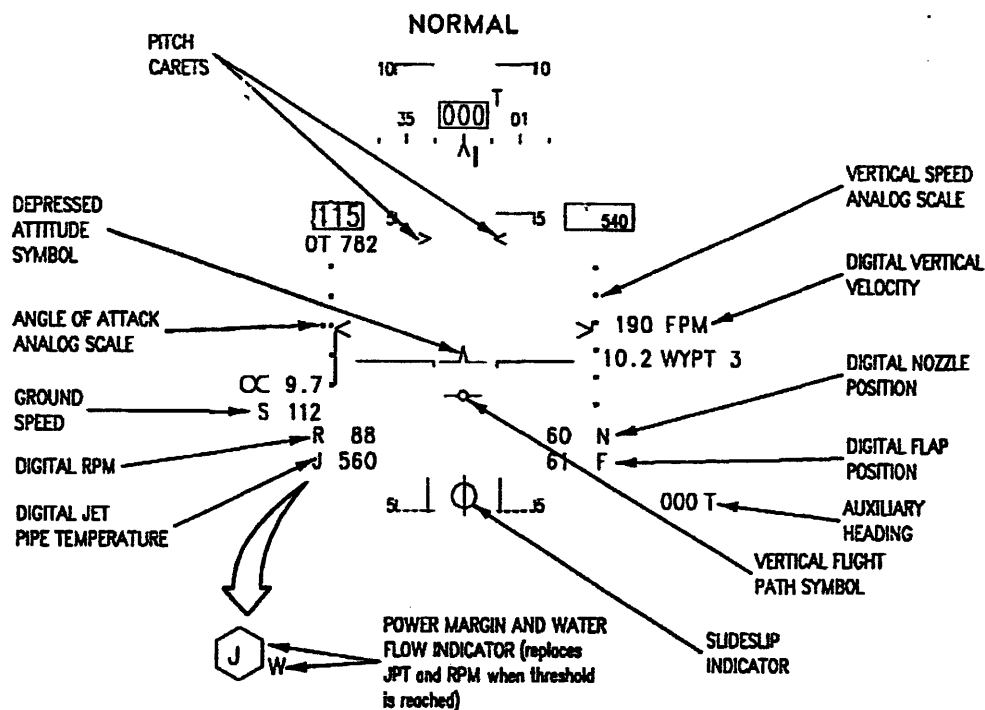 NORMAL
PITCH
CARETS
10 10
35 000 T 01
DEPRESSED
ATTITUDE
SYMBOL
115 5 5 540
OT 782
VERTICAL SPEED
ANALOG SCALE
DIGITAL VERTICAL
VELOCITY
ANGLE OF ATTACK
ANALOG SCALE
190 FPM
10.2 WYPT 3
GROUND
SPEED
α 9.7
S 112
DIGITAL NOZZLE
POSITION
R 88
60 N
DIGITAL RPM
J 560
61 F
DIGITAL FLAP
POSITION
DIGITAL JET
PIPE TEMPERATURE
5 5
000 T
AUXILIARY
HEADING
VERTICAL FLIGHT
PATH SYMBOL
J W
POWER MARGIN AND WATER
FLOW INDICATOR (replaces
JPT and RPM when threshold
is reached)
SLIDESLIP
INDICATOR